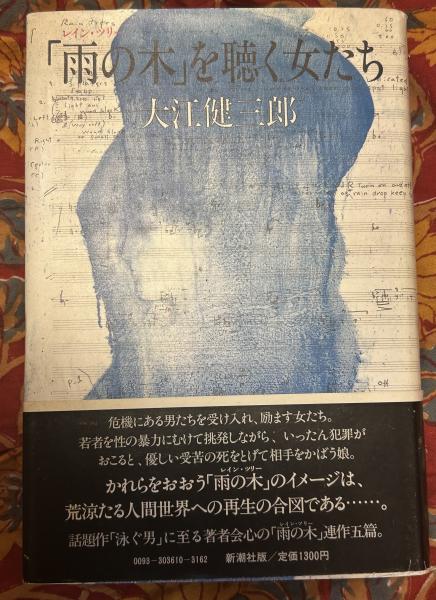 Rain
レイン・ツリー
「雨の木」を聴く女たち
大江健三郎
危機にある男たちを受け入れ、励ます女たち。
若者を性の暴力にむけて挑発しながら、いったん犯罪が
おこると、優しい受苦の死をとげて相手をかばう娘。
レイン・ツリー
かれらをおおう「雨の木」のイメージは、
荒涼たる人間世界への再生の合図である……。
レイン・ツリー
話題作「泳ぐ男」に至る著者会心の「雨の木」連作五篇。
0093-303610-3162 新潮社版/定価1300円